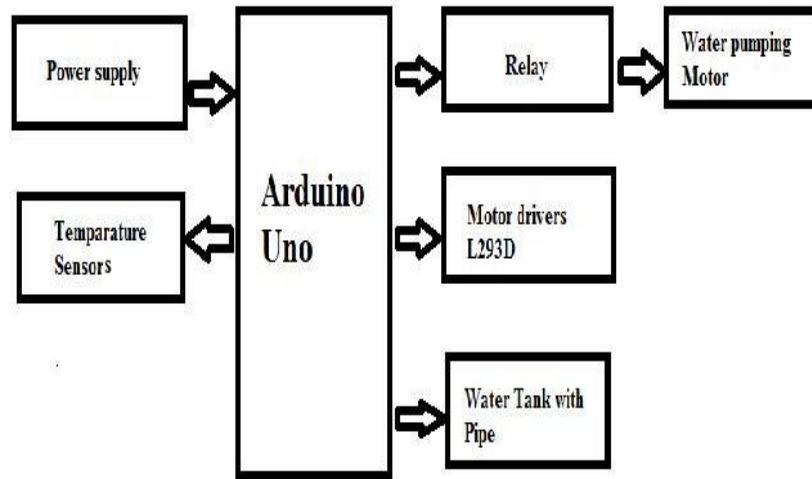 Power supply
Temparature
Sensors
Arduino
Uno
Relay
Water pumping
Motor
Motor drivers
L293D
Water Tank with
Pipe